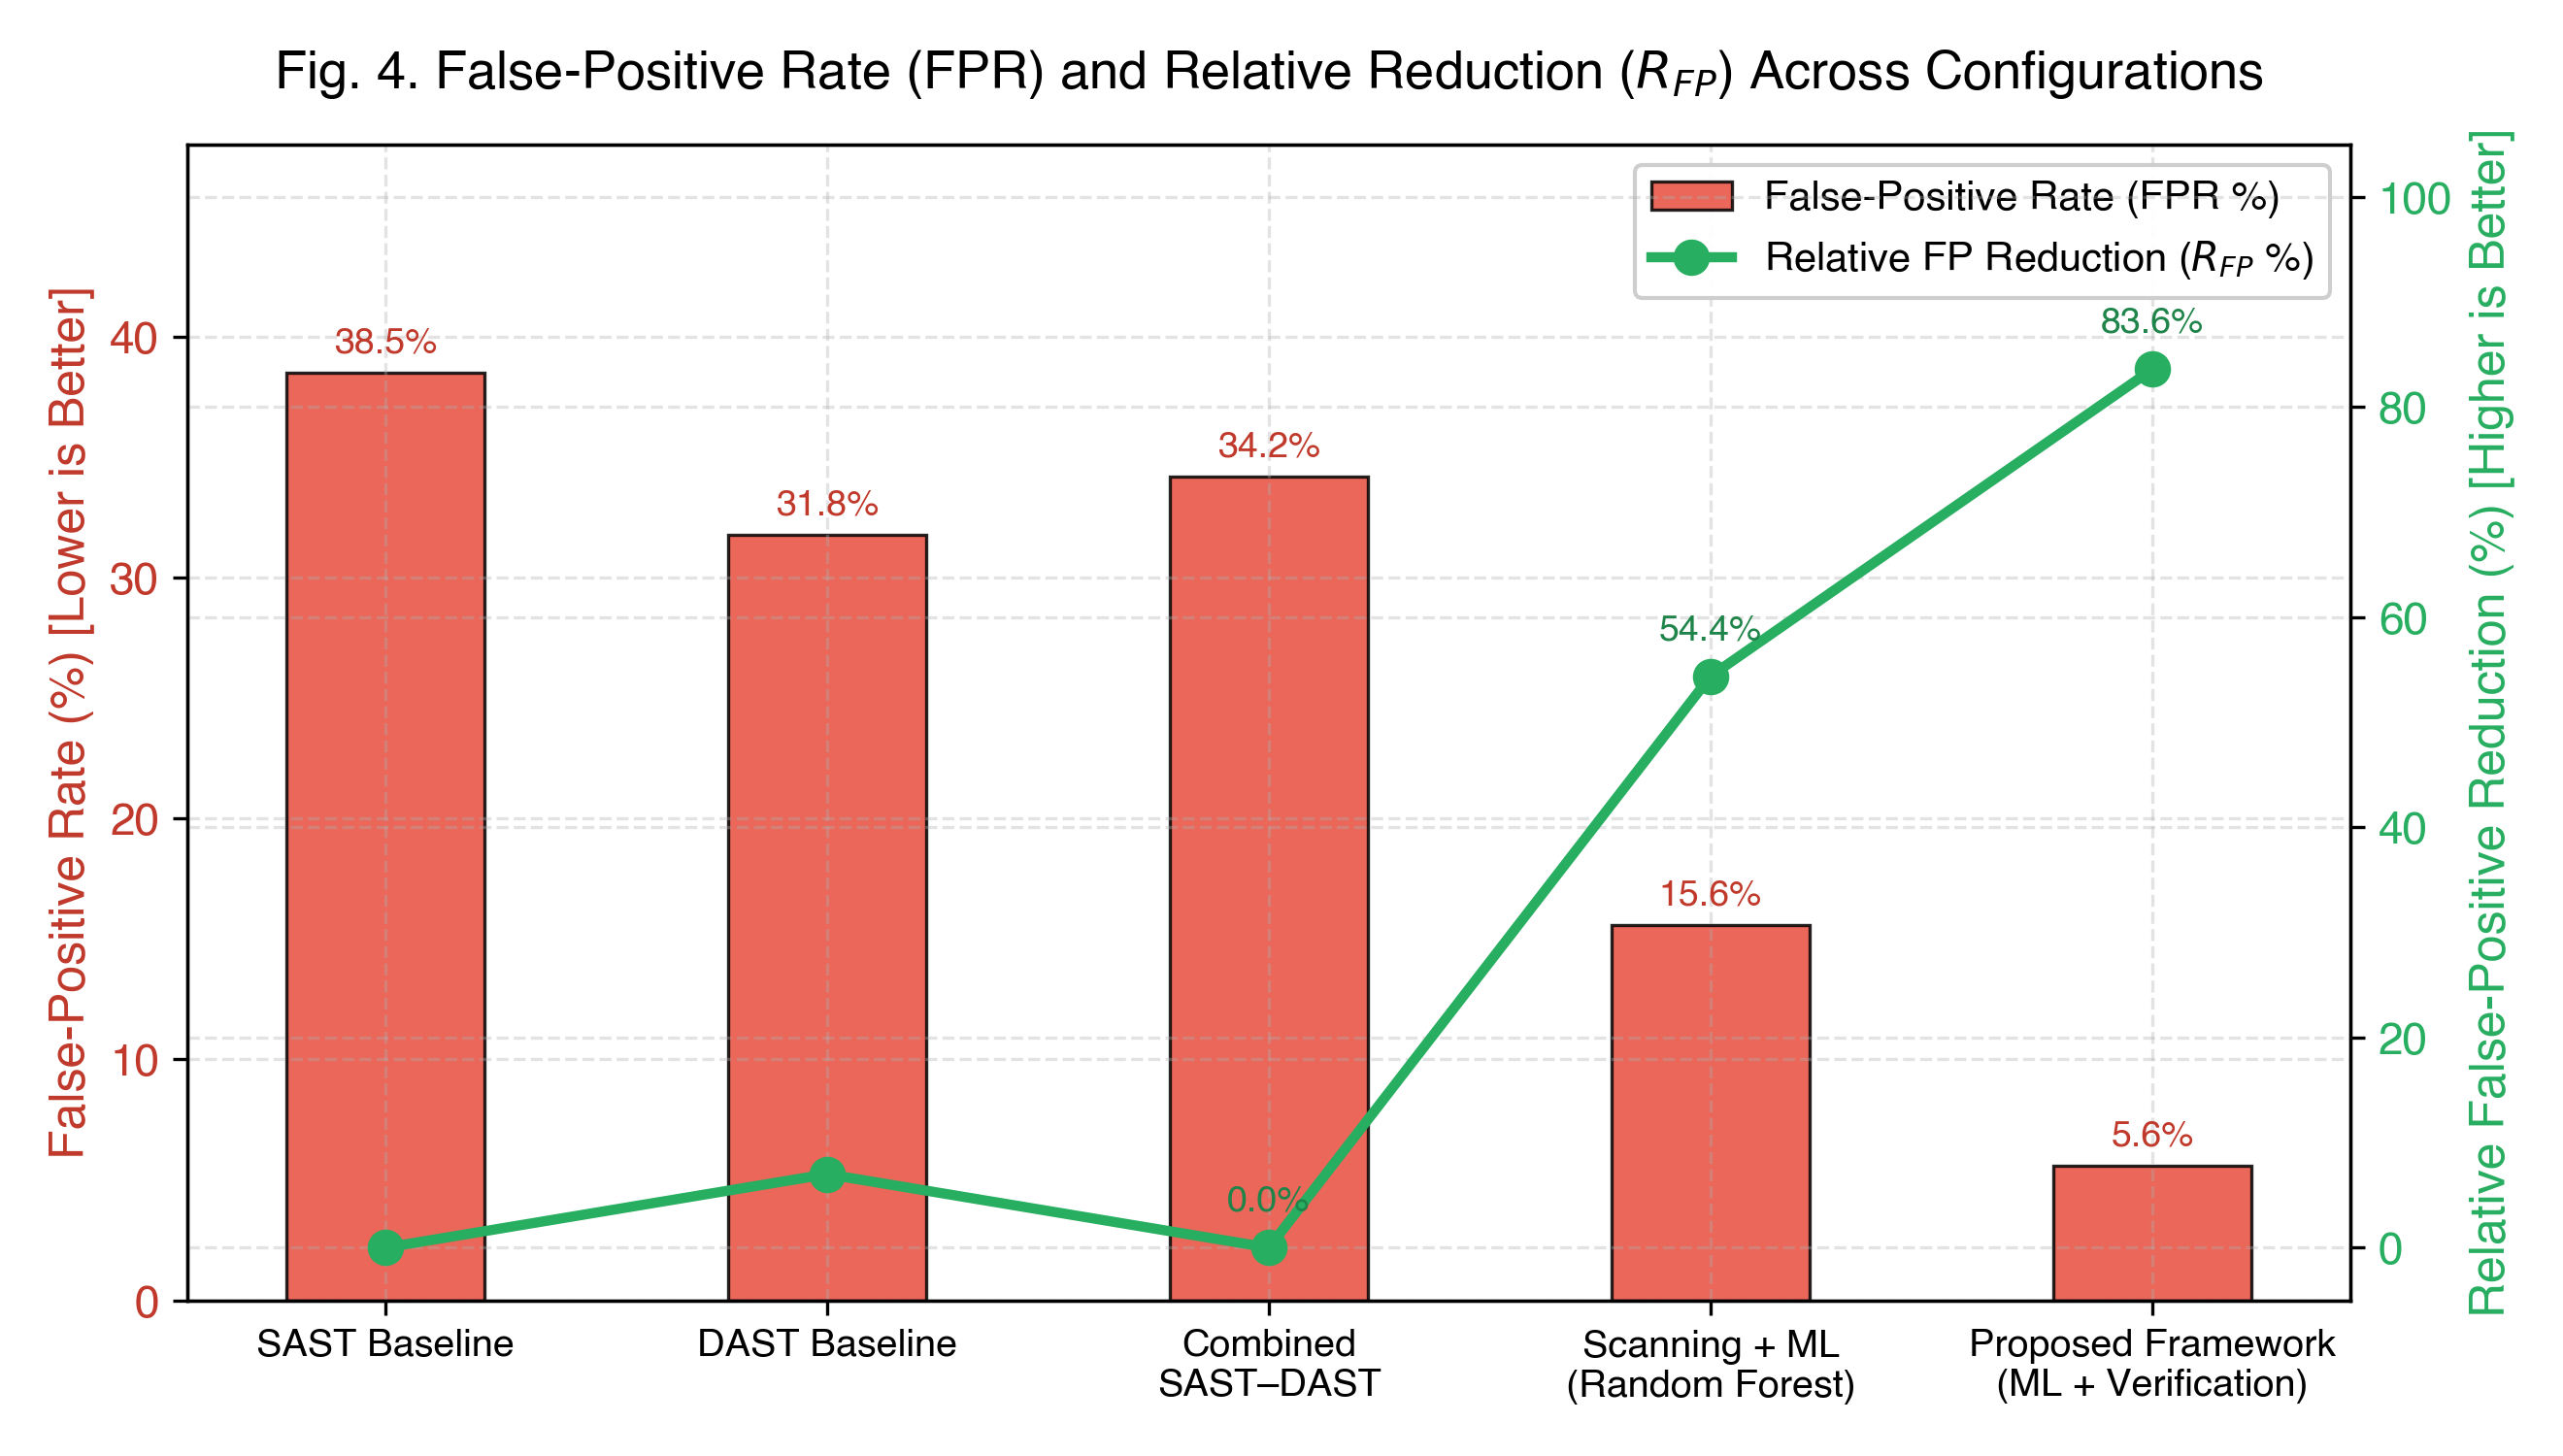 Fig. 4. False-Positive Rate (FPR) and Relative Reduction (R_FP) Across Configurations
False-Positive Rate (%) [Lower is Better]
Relative False-Positive Reduction (%) [Higher is Better]
False-Positive Rate (FPR %)
Relative FP Reduction (R_FP %)
40
30
20
10
0
100
80
60
40
20
0
38.5%
31.8%
34.2%
15.6%
5.6%
0.0%
54.4%
83.6%
SAST Baseline
DAST Baseline
Combined
SAST–DAST
Scanning + ML
(Random Forest)
Proposed Framework
(ML + Verification)